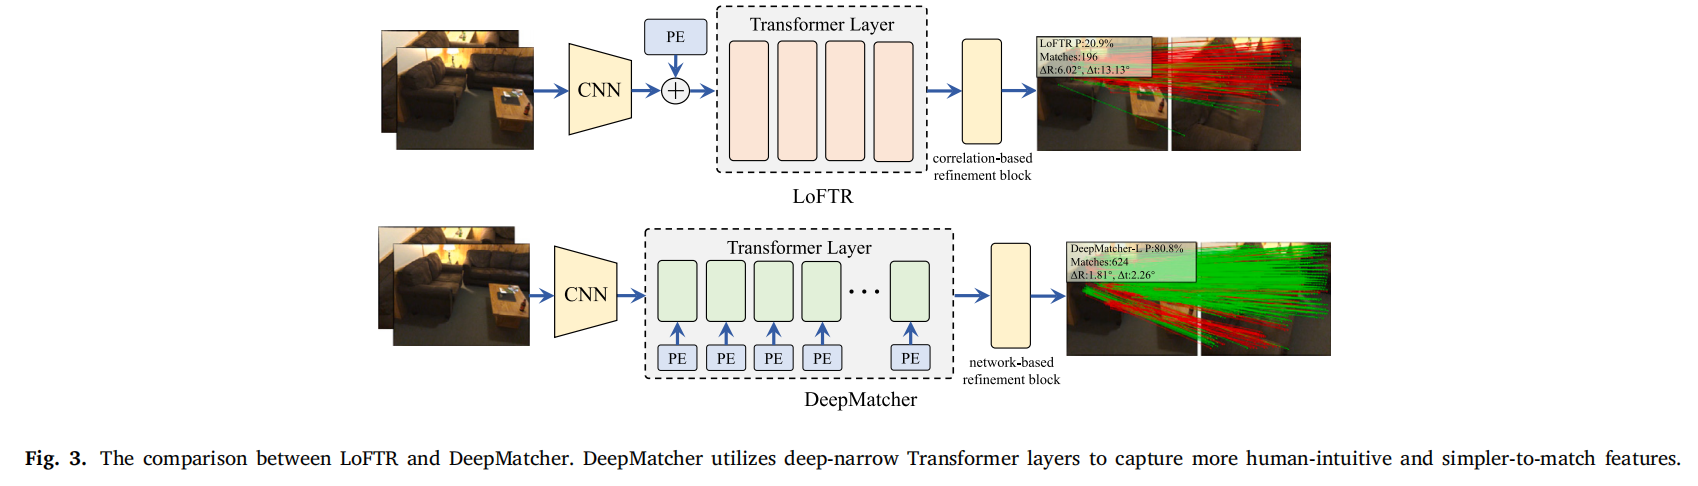 PE
Transformer Layer
CNN
+
LoFTR P:20.9%
Matches:196
ΔR:6.02°, Δt:13.13°
correlation-based
refinement block
LoFTR
Transformer Layer
CNN
...
PE PE PE PE PE
DeepMatcher-L P:80.8%
Matches:624
ΔR:1.81°, Δt:2.26°
network-based
refinement block
DeepMatcher
Fig. 3. The comparison between LoFTR and DeepMatcher. DeepMatcher utilizes deep-narrow Transformer layers to capture more human-intuitive and simpler-to-match features.